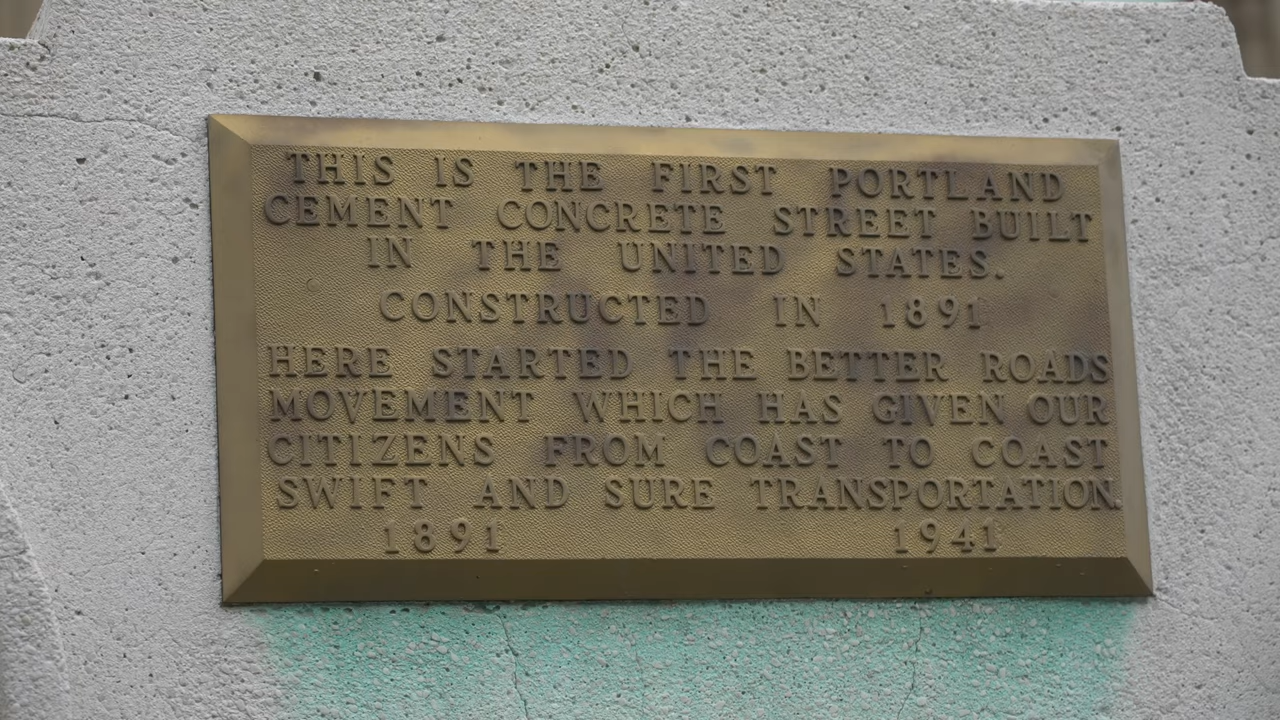 THIS IS THE FIRST PORTLAND
CEMENT CONCRETE STREET BUILT
IN THE UNITED STATES.
CONSTRUCTED IN 1891
HERE STARTED THE BETTER ROADS
MOVEMENT WHICH HAS GIVEN OUR
CITIZENS FROM COAST TO COAST
SWIFT AND SURE TRANSPORTATION.
1891 1941